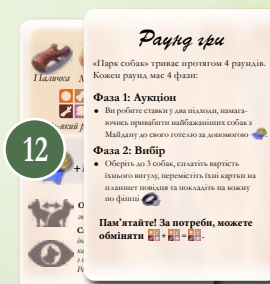 Раунд гри
«Парк собак» триває протягом 4 раундів.
Кожен раунд має 4 фази:
Фаза 1: Аукціон
• Ви робите ставки у два підходи, намага-
ючись привабити найбажаніших собак з
Майдану до свого готелю за допомогою
Фаза 2: Вибір
• Оберіть до 3 собак, сплатіть вартість
їхнього вигулу, перемістіть їхні картки на
планшет повідця та покладіть на кожну
по фішці
Пам'ятайте! За потреби, можете
обміняти + = .
Паличка
-який
12